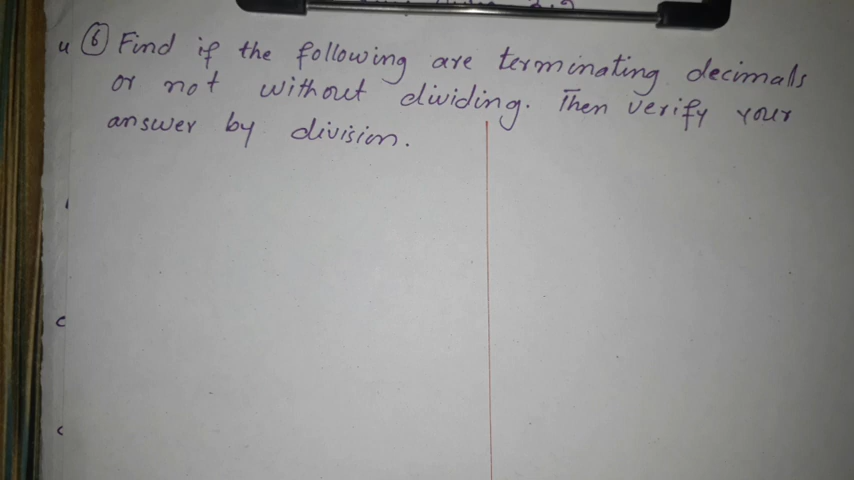 ⑥ Find if the following are terminating decimals
or not without dividing. Then verify your
answer by division.